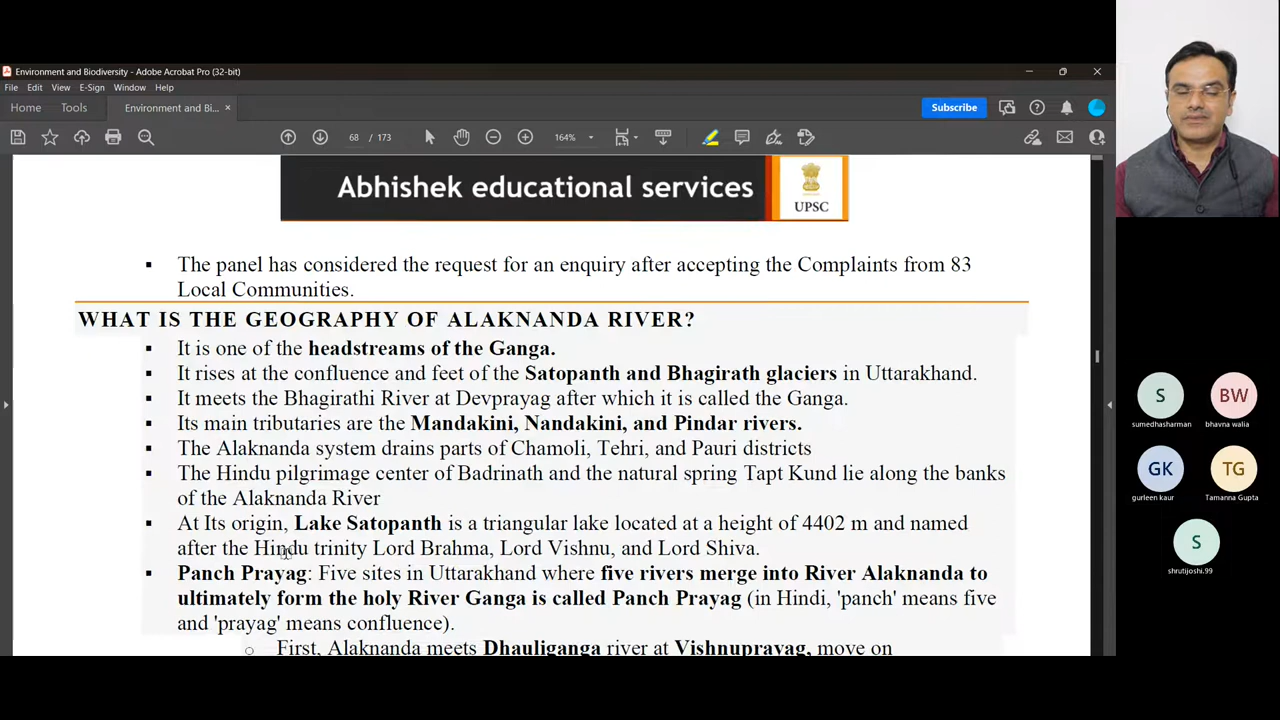 Environment and Biodiversity - Adobe Acrobat Pro (32-bit)
File Edit View E-Sign Window Help
Home Tools Environment and Bi... × Subscribe
68 / 173 164%
Abhishek educational services
UPSC
▪ The panel has considered the request for an enquiry after accepting the Complaints from 83
Local Communities.
WHAT IS THE GEOGRAPHY OF ALAKNANDA RIVER?
▪ It is one of the headstreams of the Ganga.
▪ It rises at the confluence and feet of the Satopanth and Bhagirath glaciers in Uttarakhand.
▪ It meets the Bhagirathi River at Devprayag after which it is called the Ganga.
▪ Its main tributaries are the Mandakini, Nandakini, and Pindar rivers.
▪ The Alaknanda system drains parts of Chamoli, Tehri, and Pauri districts
▪ The Hindu pilgrimage center of Badrinath and the natural spring Tapt Kund lie along the banks
of the Alaknanda River
▪ At Its origin, Lake Satopanth is a triangular lake located at a height of 4402 m and named
after the Hindu trinity Lord Brahma, Lord Vishnu, and Lord Shiva.
▪ Panch Prayag: Five sites in Uttarakhand where five rivers merge into River Alaknanda to
ultimately form the holy River Ganga is called Panch Prayag (in Hindi, 'panch' means five
and 'prayag' means confluence).
○ First, Alaknanda meets Dhauliganga river at Vishnuprayag, move on
S BW
sumedhasharman bhavna walia
GK TG
gurleen kaur Tamanna Gupta
S
shrutijoshi.99